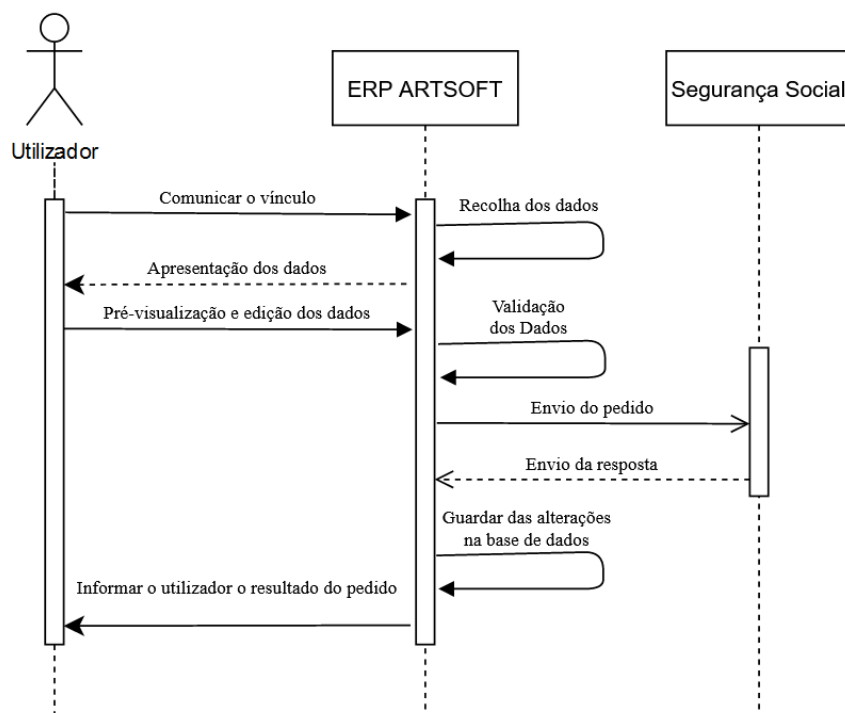 ERP ARTSOFT
Segurança Social
Utilizador
Comunicar o vínculo
Recolha dos dados
Apresentação dos dados
Pré-visualização e edição dos dados
Validação
dos Dados
Envio do pedido
Envio da resposta
Guardar das alterações
na base de dados
Informar o utilizador o resultado do pedido